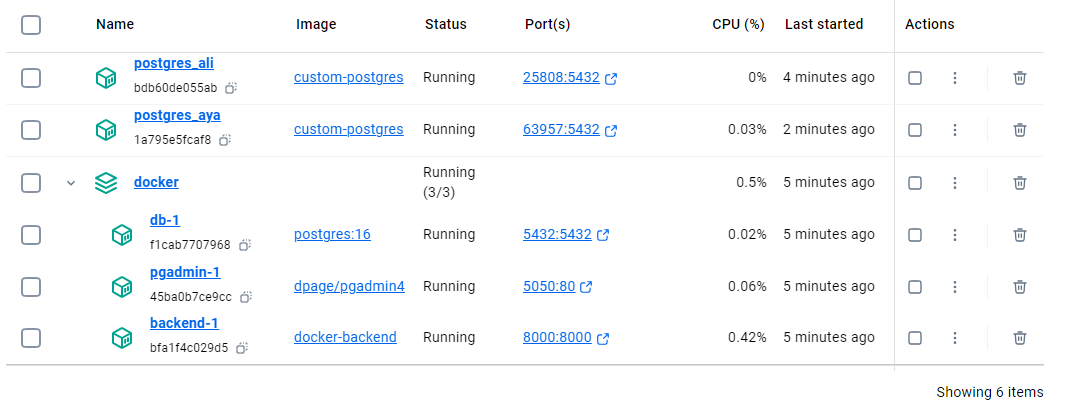 Name Image Status Port(s) CPU (%) Last started Actions
postgres_ali
bdb60de055ab
custom-postgres Running 25808:5432 0% 4 minutes ago
postgres_aya
1a795e5fcaf8
custom-postgres Running 63957:5432 0.03% 2 minutes ago
docker
Running
(3/3)
0.5% 5 minutes ago
db-1
f1cab7707968
postgres:16 Running 5432:5432 0.02% 5 minutes ago
pgadmin-1
45ba0b7ce9cc
dpage/pgadmin4 Running 5050:80 0.06% 5 minutes ago
backend-1
bfa1f4c029d5
docker-backend Running 8000:8000 0.42% 5 minutes ago
Showing 6 items